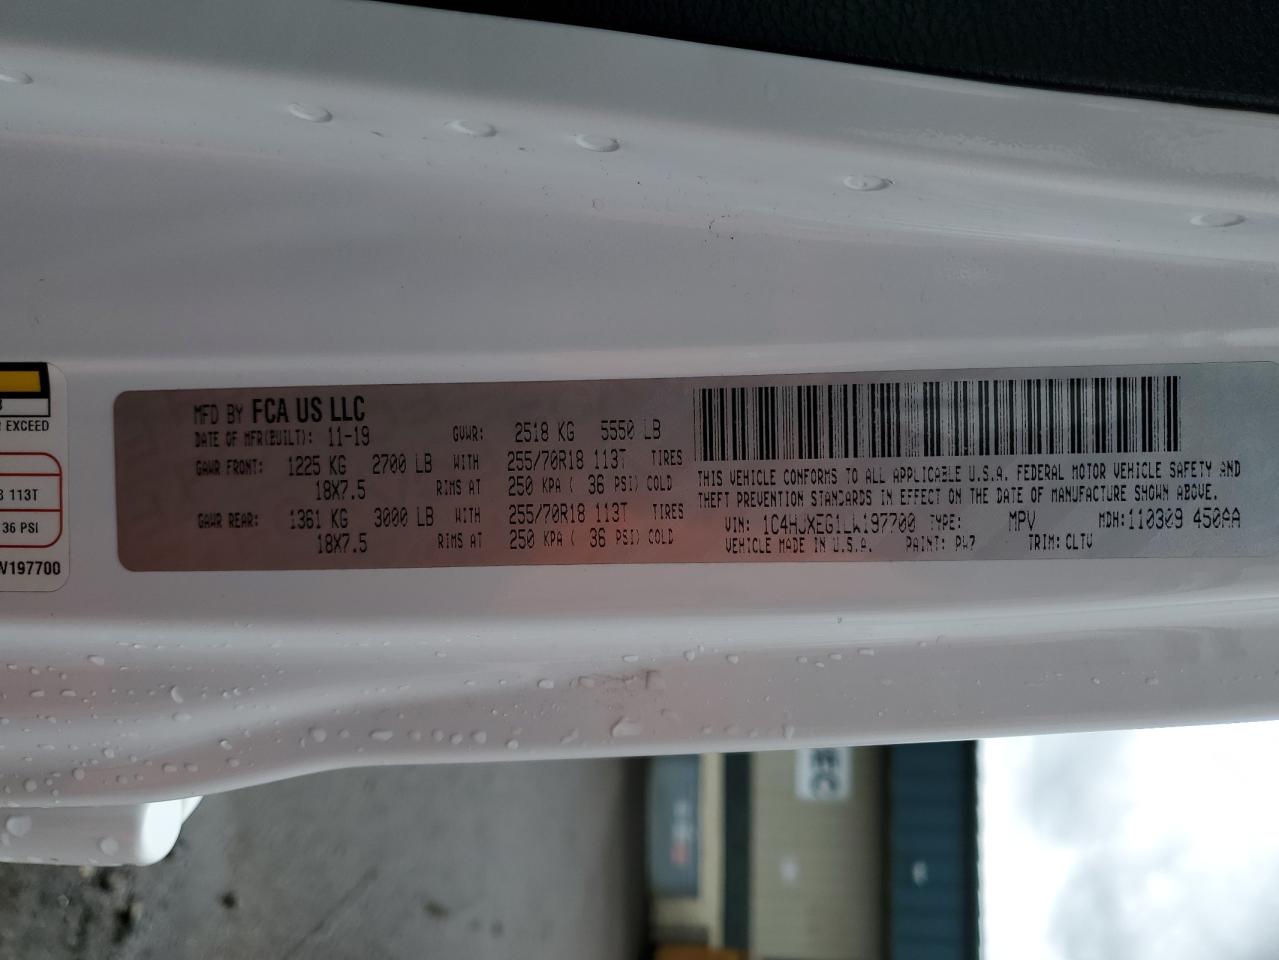 MFD BY FCA US LLC
DATE OF MFR(BUILT): 11-19 GVWR: 2518 KG 5550 LB
GAWR FRONT: 1225 KG 2700 LB WITH 255/70R18 113T TIRES
18X7.5 RIMS AT 250 KPA ( 36 PSI) COLD
GAWR REAR: 1361 KG 3000 LB WITH 255/70R18 113T TIRES
18X7.5 RIMS AT 250 KPA ( 36 PSI) COLD
THIS VEHICLE CONFORMS TO ALL APPLICABLE U.S.A. FEDERAL MOTOR VEHICLE SAFETY AND
THEFT PREVENTION STANDARDS IN EFFECT ON THE DATE OF MANUFACTURE SHOWN ABOVE.
VIN: 1C4HJXEG1LW197700 TYPE: MPV MDH:110309 450AA
VEHICLE MADE IN U.S.A. PAINT: PW7 TRIM: CLTU
EXCEED
113T
36 PSI
W197700
EC